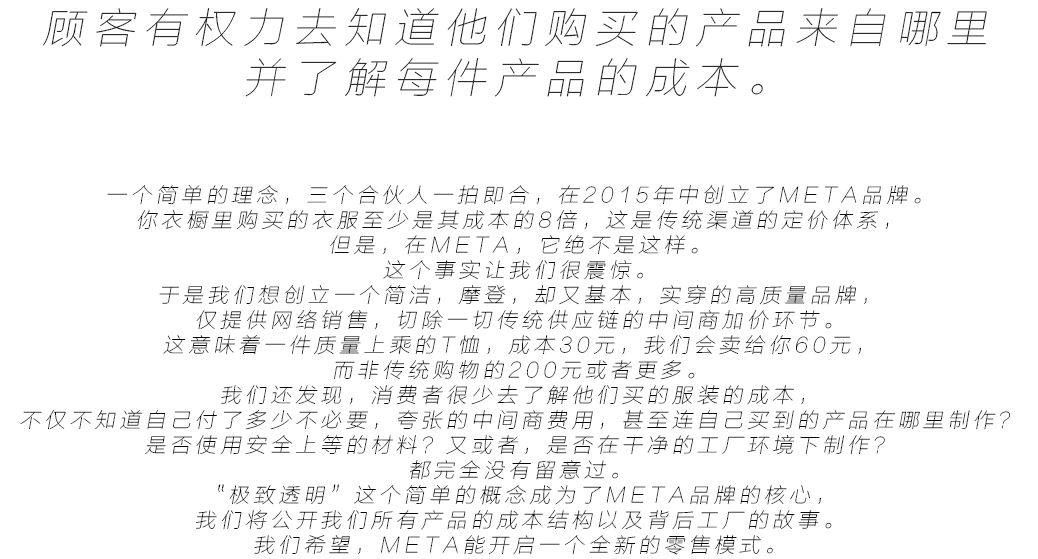 顾客有权力去知道他们购买的产品来自哪里
并了解每件产品的成本。
一个简单的理念，三个合伙人一拍即合，在2015年中创立了META品牌。
你衣橱里购买的衣服至少是其成本的8倍，这是传统渠道的定价体系，
但是，在META，它绝不是这样。
这个事实让我们很震惊。
于是我们想创立一个简洁，摩登，却又基本，实穿的高质量品牌，
仅提供网络销售，切除一切传统供应链的中间商加价环节。
这意味着一件质量上乘的T恤，成本30元，我们会卖给你60元，
而非传统购物的200元或者更多。
我们还发现，消费者很少去了解他们买的服装的成本，
不仅不知道自己付了多少不必要，夸张的中间商费用，甚至连自己买到的产品在哪里制作？
是否使用安全上等的材料？又或者，是否在干净的工厂环境下制作？
都完全没有留意过。
“极致透明”这个简单的概念成为了META品牌的核心，
我们将公开我们所有产品的成本结构以及背后工厂的故事。
我们希望，META能开启一个全新的零售模式。